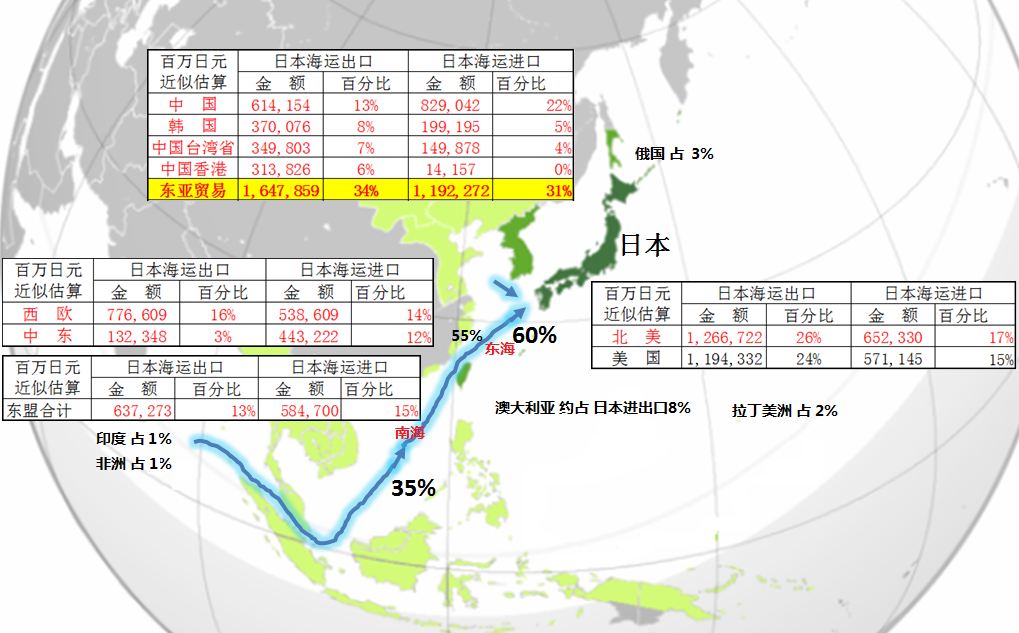 百万日元 日本海运出口 日本海运进口
近似估算 金 额 百分比 金 额 百分比
中 国 614,154 13% 829,042 22%
韩 国 370,076 8% 199,195 5%
中国台湾省 349,803 7% 149,878 4%
中国香港 313,826 6% 14,157 0%
东亚贸易 1,647,859 34% 1,192,272 31%
俄国 占 3%
日本
百万日元 日本海运出口 日本海运进口
近似估算 金 额 百分比 金 额 百分比
西 欧 776,609 16% 538,609 14%
中 东 132,348 3% 443,222 12%
百万日元 日本海运出口 日本海运进口
近似估算 金 额 百分比 金 额 百分比
北 美 1,266,722 26% 652,330 17%
美 国 1,194,332 24% 571,145 15%
55% 60%
东海
百万日元 日本海运出口 日本海运进口
近似估算 金 额 百分比 金 额 百分比
东盟合计 637,273 13% 584,700 15%
澳大利亚 约占 日本进出口8%
拉丁美洲 占 2%
南海
印度 占 1%
非洲 占 1%
35%